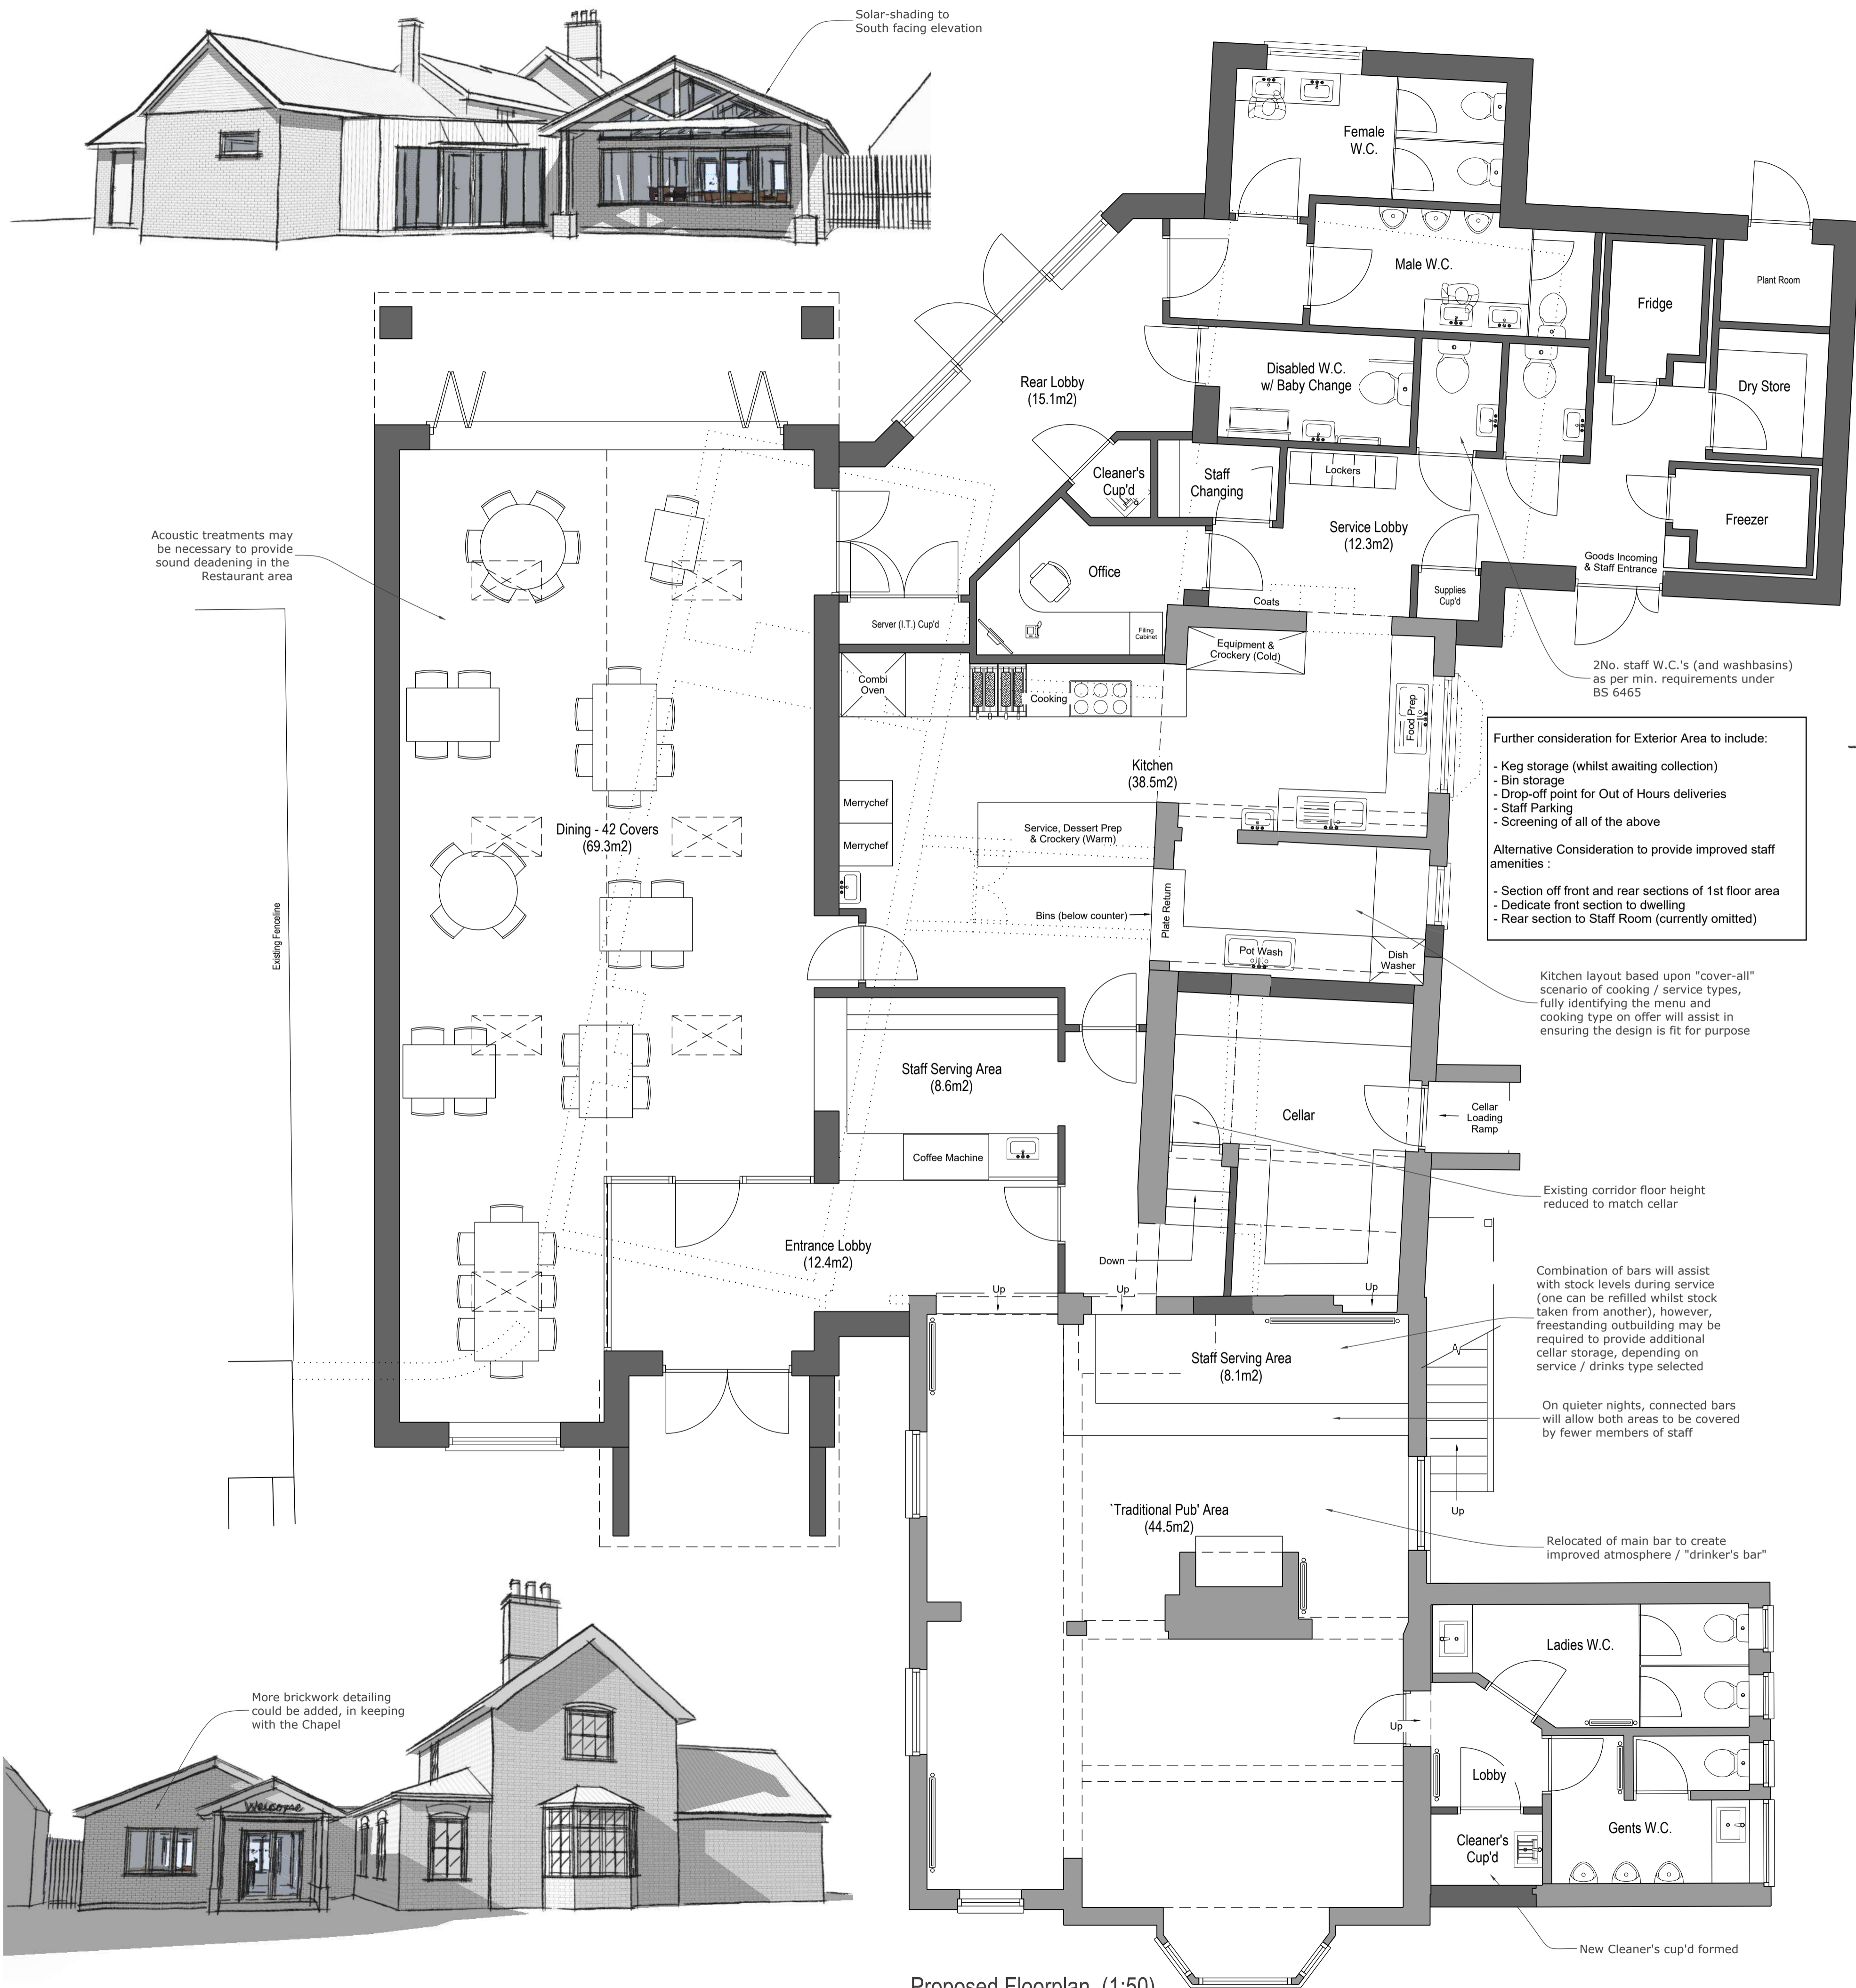 Solar-shading to
South facing elevation
Female
W.C.
Male W.C.
Fridge
Plant Room
Dry Store
Disabled W.C.
w/ Baby Change
Rear Lobby
(15.1m2)
Cleaner's
Cup'd
Staff
Changing
Lockers
Service Lobby
(12.3m2)
Freezer
Goods Incoming
& Staff Entrance
Acoustic treatments may
be necessary to provide
sound deadening in the
Restaurant area
Office
Coats
Supplies
Cup'd
Server (I.T.) Cup'd
Filing
Cabinet
Equipment &
Crockery (Cold)
2No. staff W.C.'s (and washbasins)
as per min. requirements under
BS 6465
Combi
Oven
Cooking
Food Prep
Further consideration for Exterior Area to include:
- Keg storage (whilst awaiting collection)
- Bin storage
- Drop-off point for Out of Hours deliveries
- Staff Parking
- Screening of all of the above
Alternative Consideration to provide improved staff
amenities :
- Section off front and rear sections of 1st floor area
- Dedicate front section to dwelling
- Rear section to Staff Room (currently omitted)
Kitchen
(38.5m2)
Merrychef
Merrychef
Service, Dessert Prep
& Crockery (Warm)
Dining - 42 Covers
(69.3m2)
Existing Fenceline
Bins (below counter)
Plate Return
Pot Wash
Dish
Washer
Kitchen layout based upon "cover-all"
scenario of cooking / service types,
fully identifying the menu and
cooking type on offer will assist in
ensuring the design is fit for purpose
Staff Serving Area
(8.6m2)
Cellar
Cellar
Loading
Ramp
Coffee Machine
Existing corridor floor height
reduced to match cellar
Entrance Lobby
(12.4m2)
Down
Up
Up
Up
Combination of bars will assist
with stock levels during service
(one can be refilled whilst stock
taken from another), however,
freestanding outbuilding may be
required to provide additional
cellar storage, depending on
service / drinks type selected
Staff Serving Area
(8.1m2)
On quieter nights, connected bars
will allow both areas to be covered
by fewer members of staff
`Traditional Pub' Area
(44.5m2)
Up
Relocated of main bar to create
improved atmosphere / "drinker's bar"
Ladies W.C.
More brickwork detailing
could be added, in keeping
with the Chapel
Up
Lobby
Welcome
Gents W.C.
Cleaner's
Cup'd
New Cleaner's cup'd formed
Proposed Floorplan (1:50)